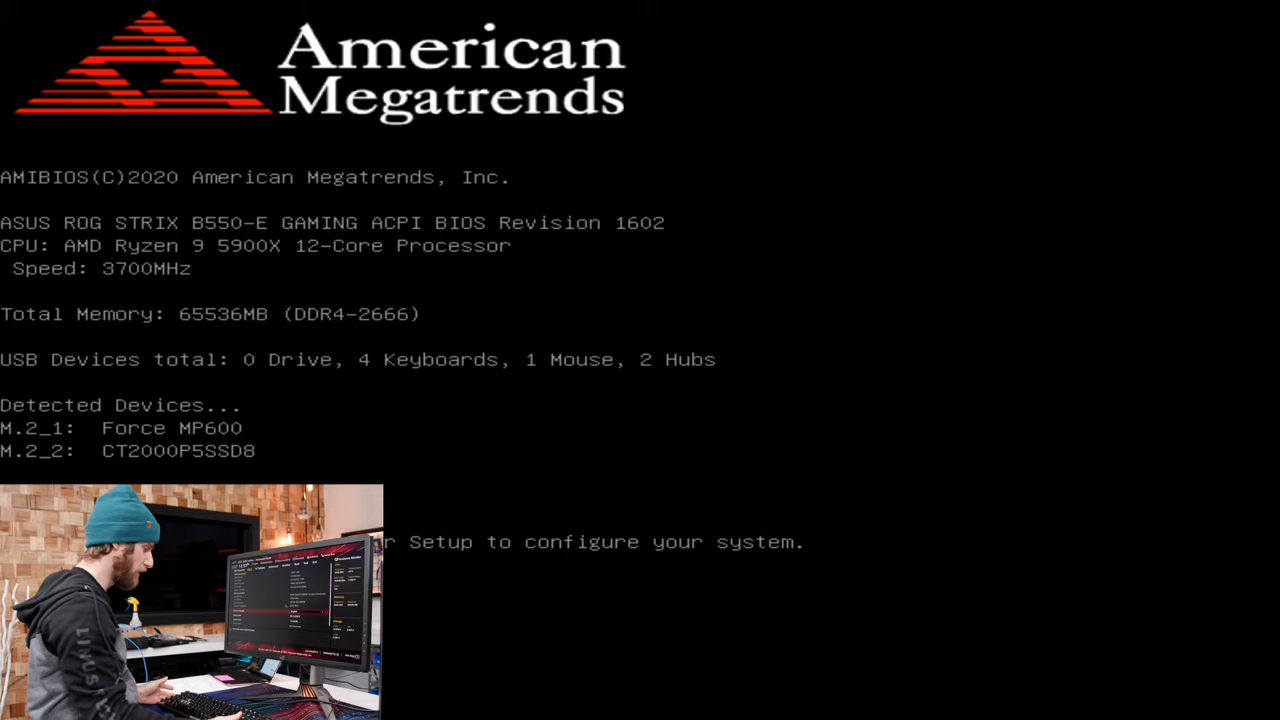 American
Megatrends
AMIBIOS(C)2020 American Megatrends, Inc.
ASUS ROG STRIX B550-E GAMING ACPI BIOS Revision 1602
CPU: AMD Ryzen 9 5900X 12-Core Processor
Speed: 3700MHz
Total Memory: 65536MB (DDR4-2666)
USB Devices total: 0 Drive, 4 Keyboards, 1 Mouse, 2 Hubs
Detected Devices...
M.2_1: Force MP600
M.2_2: CT2000P5SSD8
r Setup to configure your system.
LINUS